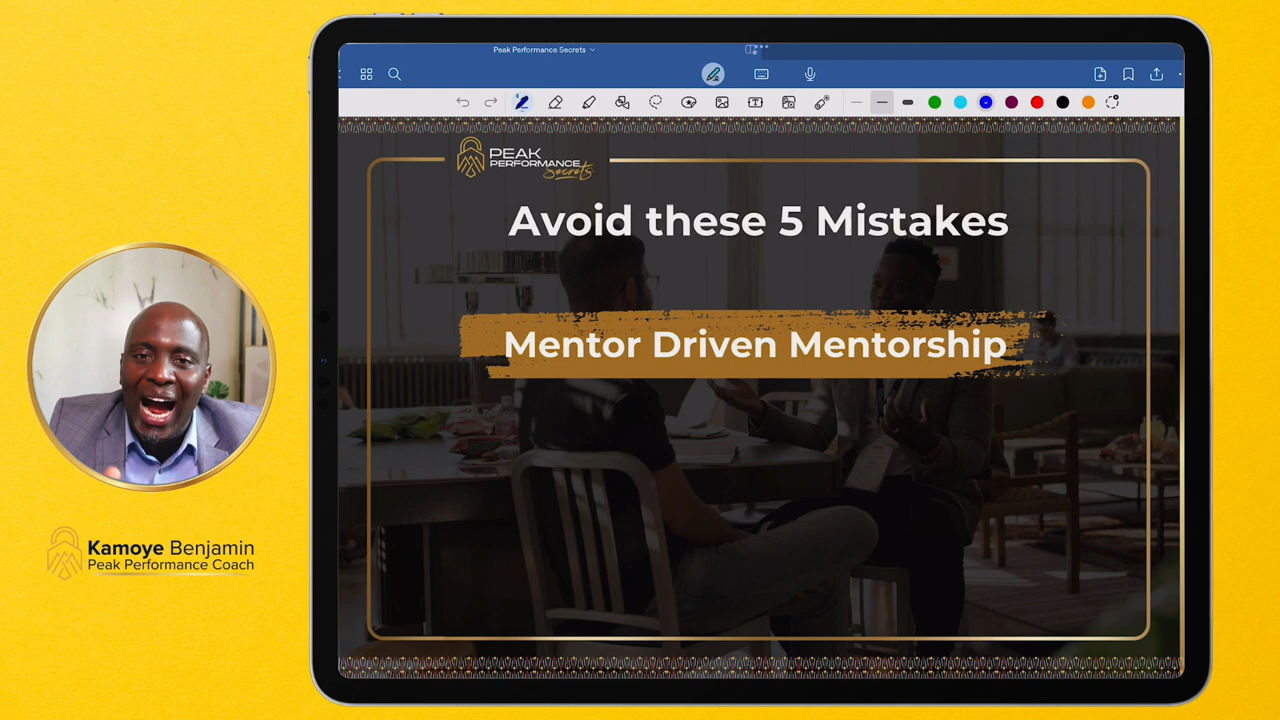 Peak Performance Secrets
PEAK
PERFORMANCE
Secrets
Avoid these 5 Mistakes
Mentor Driven Mentorship
Kamoye Benjamin
Peak Performance Coach